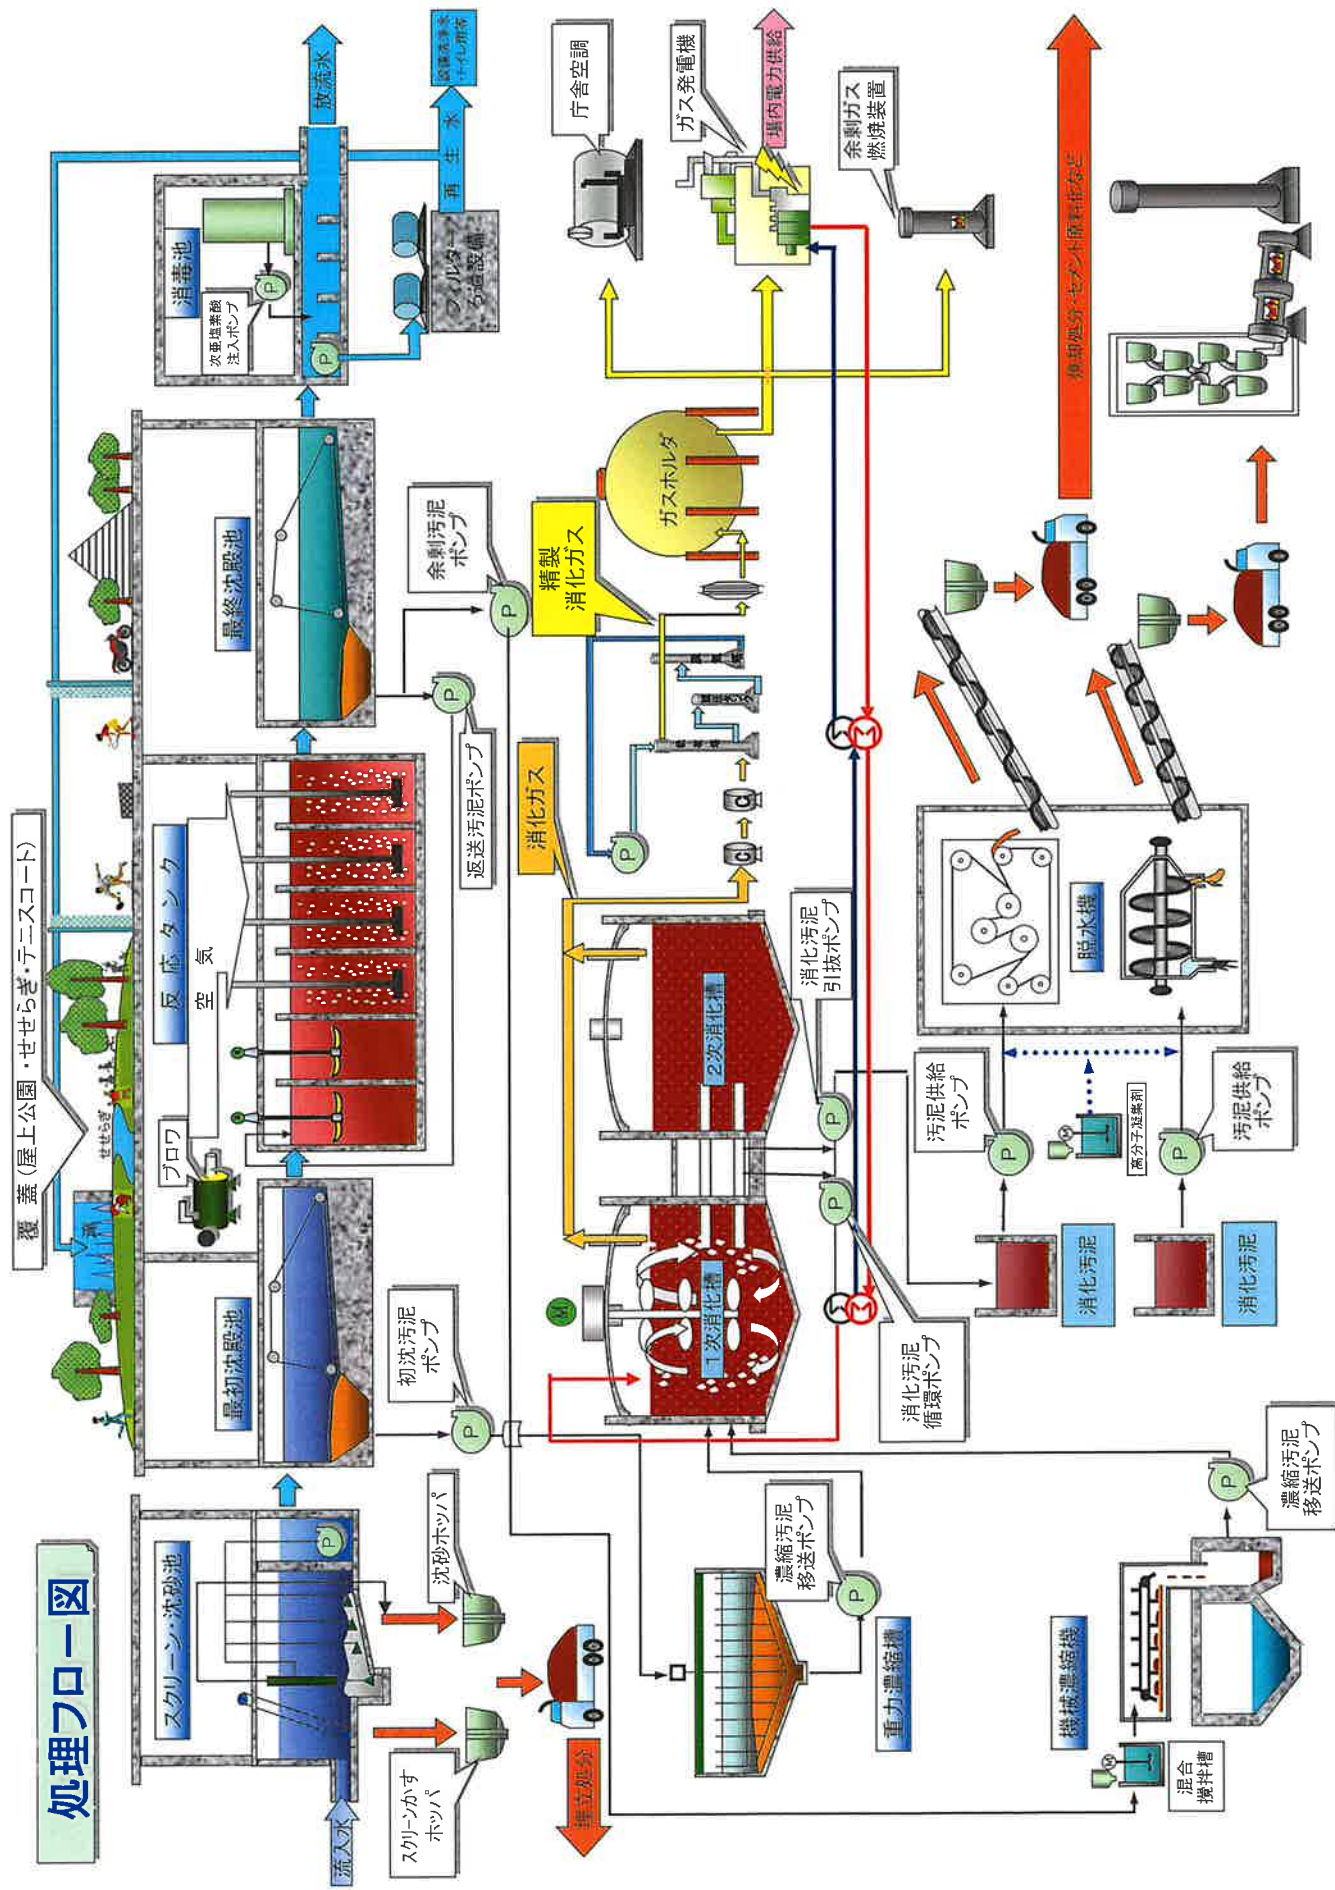 処理フロー図
覆 蓋 (屋上公園・せせらぎ・テニスコート)
せせらぎ
流入水
スクリーン・沈砂池
最初沈殿池
ブロワ
反応タンク
空 気
最終沈殿池
消毒池
次亜塩素酸
注入ポンプ
放流水
再 生 水
フィルター
ろ過設備
スクリーンかす
ホッパ
沈砂ホッパ
埋立処分
初沈汚泥
ポンプ
返送汚泥ポンプ
余剰汚泥
ポンプ
消化ガス
精製
消化ガス
ガスホルダ
庁舎空調
ガス発電機
場内電力供給
余剰ガス
燃焼装置
1次消化槽
2次消化槽
消化汚泥
循環ポンプ
消化汚泥
引抜ポンプ
濃縮汚泥
移送ポンプ
重力濃縮槽
混合
攪拌槽
機械濃縮機
濃縮汚泥
移送ポンプ
消化汚泥
消化汚泥
汚泥供給
ポンプ
高分子凝集剤
汚泥供給
ポンプ
脱水機
焼却処分・セメント原料化など
P
P
P
P
P
P
P
P
P
P
P
P
P
M
M
M
C
C